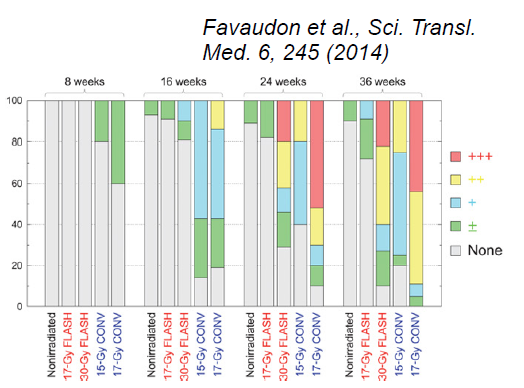 Favaudon et al., Sci. Transl.
Med. 6, 245 (2014)
8 weeks
16 weeks
24 weeks
36 weeks
100
80
60
40
20
0
+++
++
+
±
None
Nonirradiated
17-Gy FLASH
30-Gy FLASH
15-Gy CONV
17-Gy CONV
Nonirradiated
17-Gy FLASH
30-Gy FLASH
15-Gy CONV
17-Gy CONV
Nonirradiated
17-Gy FLASH
30-Gy FLASH
15-Gy CONV
17-Gy CONV
Nonirradiated
17-Gy FLASH
30-Gy FLASH
15-Gy CONV
17-Gy CONV